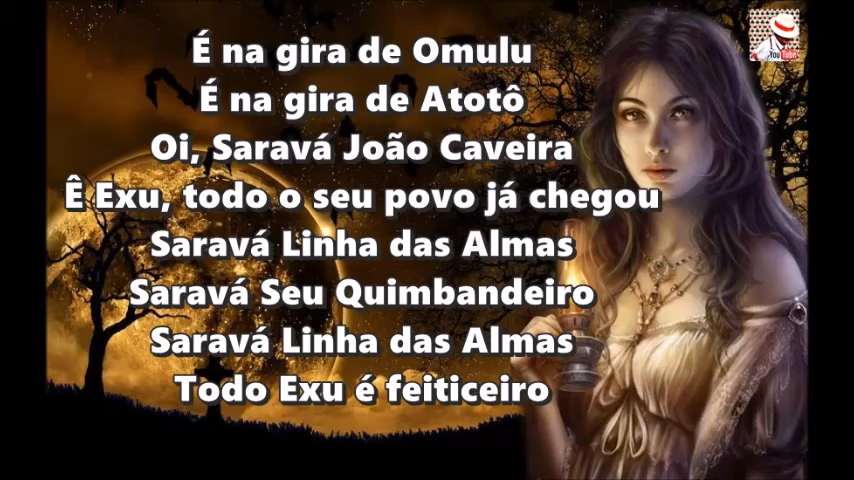 É na gira de Omulu
É na gira de Atotô
Oi, Saravá João Caveira
Ê Exu, todo o seu povo já chegou
Saravá Linha das Almas
Saravá Seu Quimbandeiro
Saravá Linha das Almas
Todo Exu é feiticeiro
YouTube